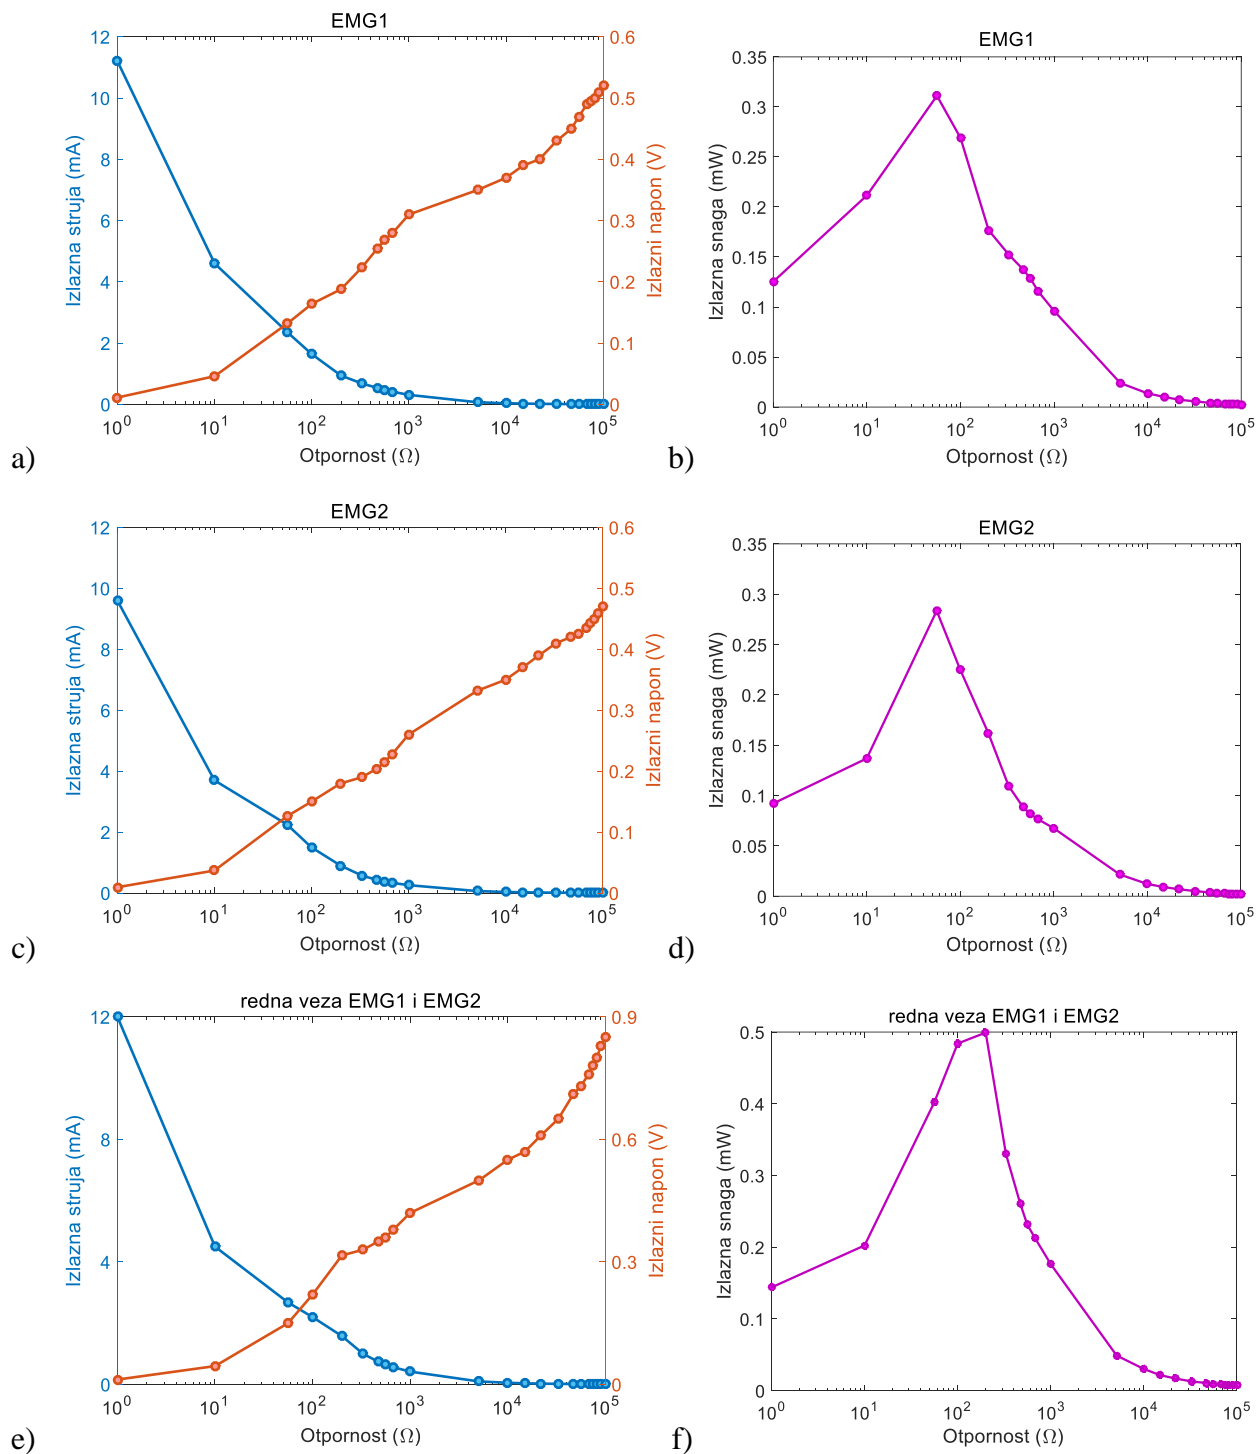 EMG1
12
10
8
6
4
2
0
Izlazna struja (mA)
0.6
0.5
0.4
0.3
0.2
0.1
0
Izlazni napon (V)
10^0 10^1 10^2 10^3 10^4 10^5
Otpornost (Ω)
a)
EMG1
0.35
0.3
0.25
0.2
0.15
0.1
0.05
0
Izlazna snaga (mW)
10^0 10^1 10^2 10^3 10^4 10^5
Otpornost (Ω)
b)
EMG2
12
10
8
6
4
2
0
Izlazna struja (mA)
0.6
0.5
0.4
0.3
0.2
0.1
0
Izlazni napon (V)
10^0 10^1 10^2 10^3 10^4 10^5
Otpornost (Ω)
c)
EMG2
0.35
0.3
0.25
0.2
0.15
0.1
0.05
0
Izlazna snaga (mW)
10^0 10^1 10^2 10^3 10^4 10^5
Otpornost (Ω)
d)
redna veza EMG1 i EMG2
12
8
4
0
Izlazna struja (mA)
0.9
0.6
0.3
0
Izlazni napon (V)
10^0 10^1 10^2 10^3 10^4 10^5
Otpornost (Ω)
e)
redna veza EMG1 i EMG2
0.5
0.4
0.3
0.2
0.1
0
Izlazna snaga (mW)
10^0 10^1 10^2 10^3 10^4 10^5
Otpornost (Ω)
f)